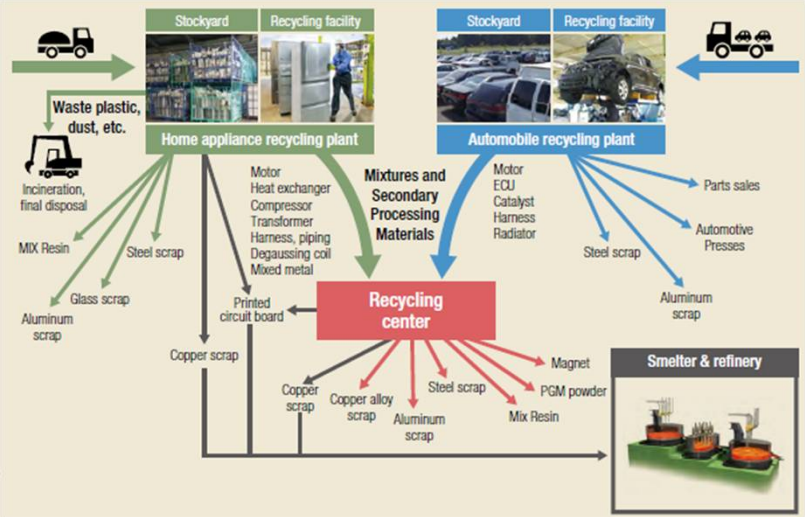 Stockyard
Recycling facility
Stockyard
Recycling facility
Waste plastic,
dust, etc.
Home appliance recycling plant
Automobile recycling plant
Incineration,
final disposal
Motor
Heat exchanger
Compressor
Transformer
Harness, piping
Degaussing coil
Mixed metal
Mixtures and
Secondary
Processing
Materials
Motor
ECU
Catalyst
Harness
Radiator
Parts sales
Automotive
Presses
MIX Resin
Steel scrap
Steel scrap
Glass scrap
Aluminum
scrap
Aluminum
scrap
Printed
circuit board
Recycling
center
Copper scrap
Copper
scrap
Copper alloy
scrap
Aluminum
scrap
Steel scrap
Mix Resin
PGM powder
Magnet
Smelter & refinery